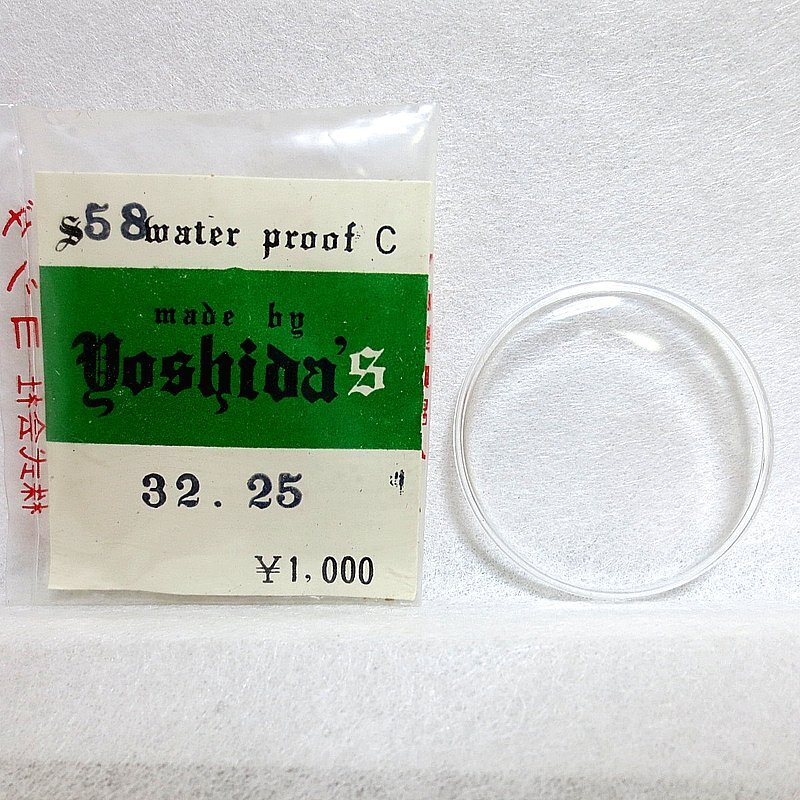 S58 water proof C
made by
Yoshida's
32.25
¥1,000